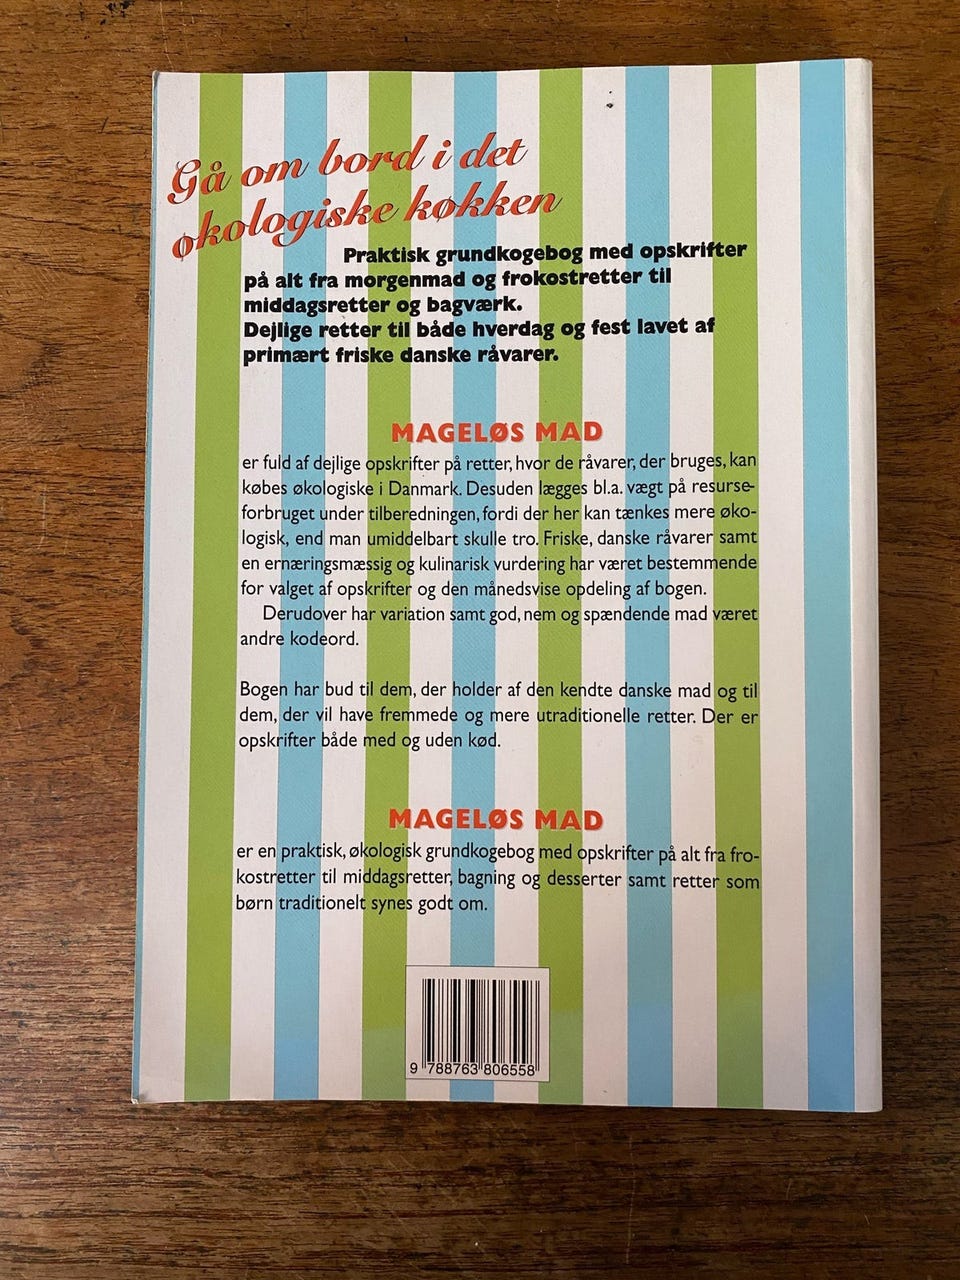 Gå om bord i det
økologiske køkken
Praktisk grundkogebog med opskrifter
på alt fra morgenmad og frokostretter til
middagsretter og bagværk.
Dejlige retter til både hverdag og fest lavet af
primært friske danske råvarer.
MAGELØS MAD
er fuld af dejlige opskrifter på retter, hvor de råvarer, der bruges, kan
købes økologiske i Danmark. Desuden lægges bl.a. vægt på resurse-
forbruget under tilberedningen, fordi der her kan tænkes mere øko-
logisk, end man umiddelbart skulle tro. Friske, danske råvarer samt
en ernæringsmæssig og kulinarisk vurdering har været bestemmende
for valget af opskrifter og den månedsvise opdeling af bogen.
Derudover har variation samt god, nem og spændende mad været
andre kodeord.
Bogen har bud til dem, der holder af den kendte danske mad og til
dem, der vil have fremmede og mere utraditionelle retter. Der er
opskrifter både med og uden kød.
MAGELØS MAD
er en praktisk, økologisk grundkogebog med opskrifter på alt fra fro-
kostretter til middagsretter, bagning og desserter samt retter som
børn traditionelt synes godt om.
9 788763 806558